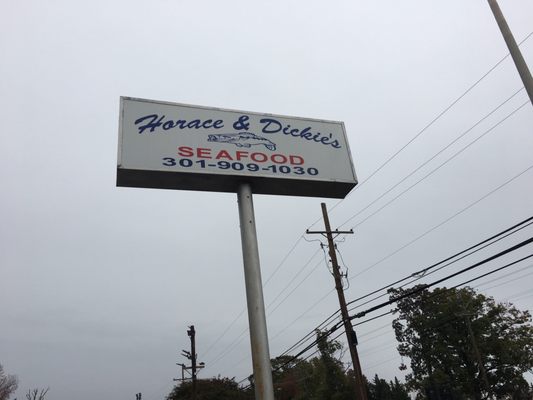 Horace & Dickie's
SEAFOOD
301-909-1030